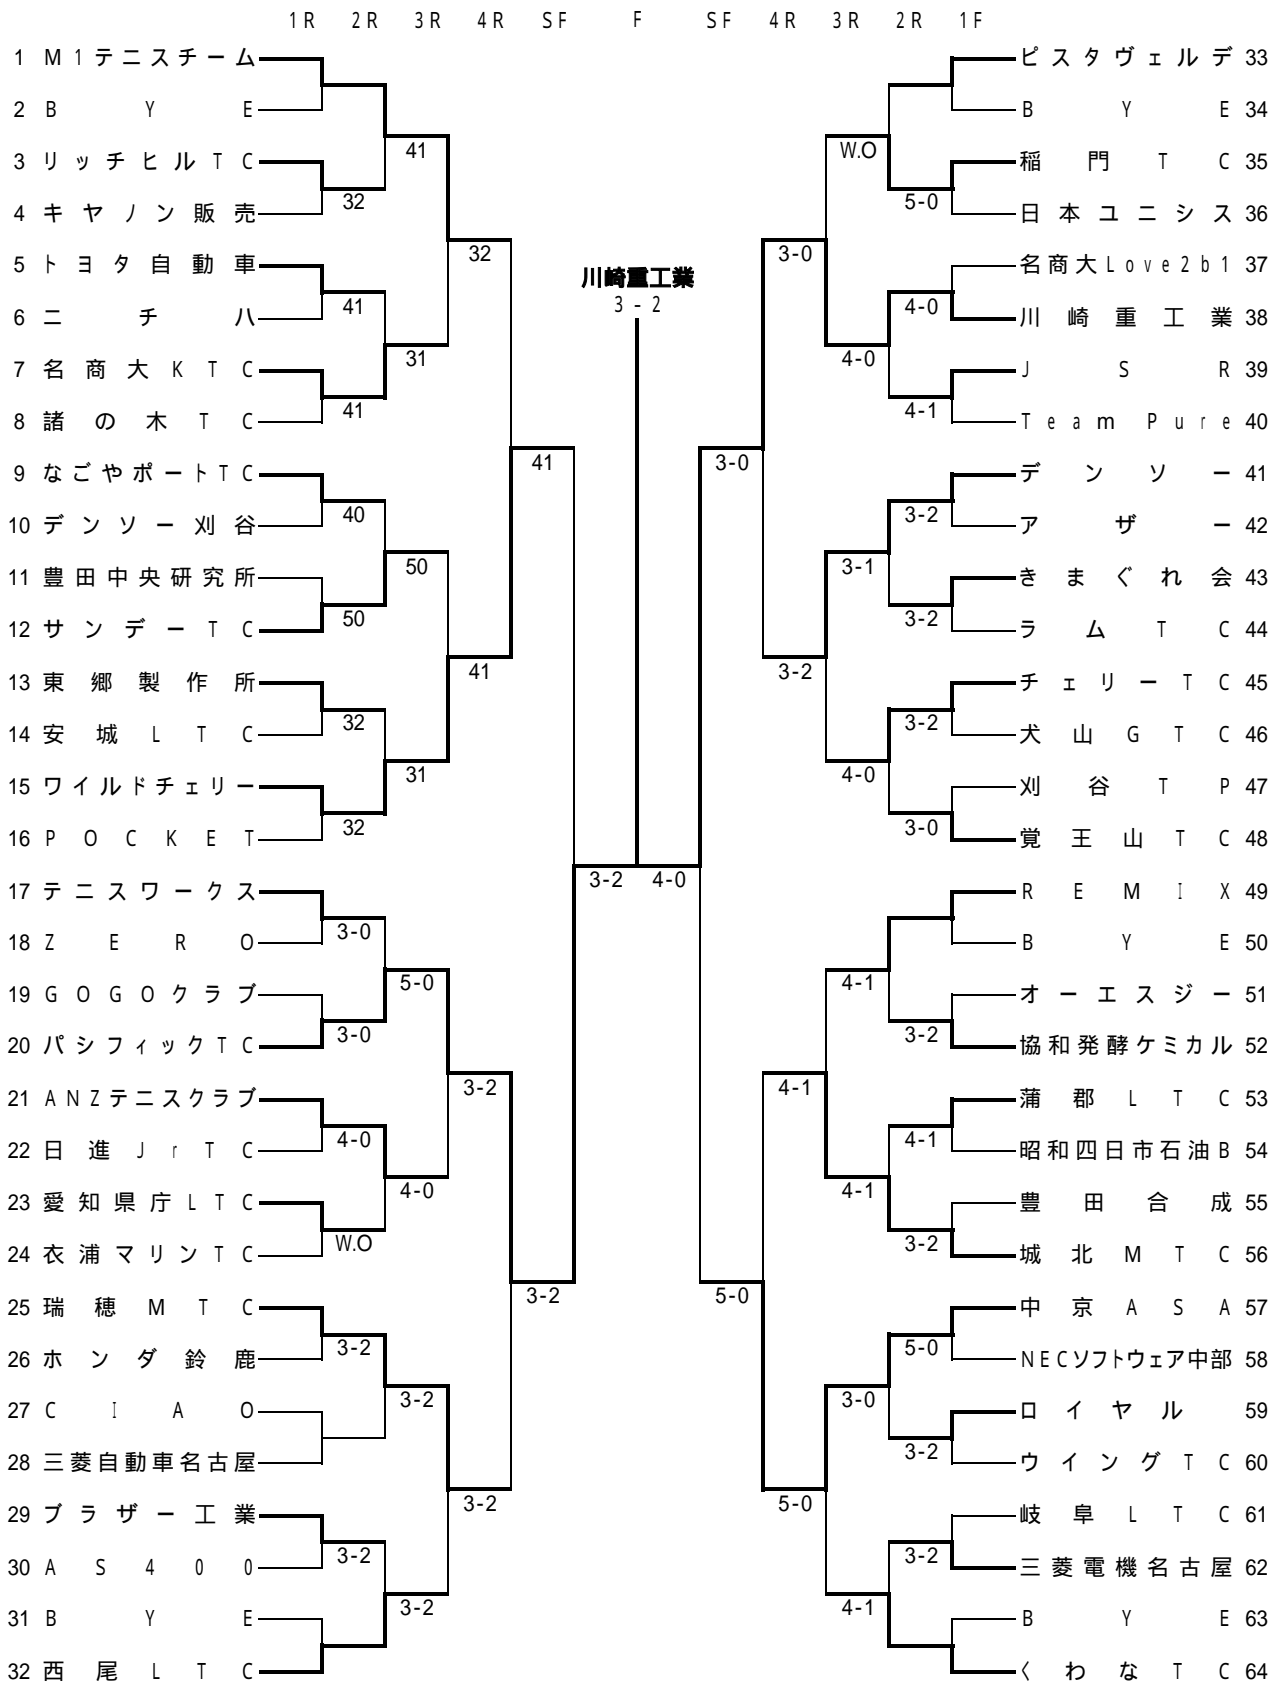 1R 2R 3R 4R SF F SF 4R 3R 2R 1F
1 M1テニスチーム ピスタヴェルデ 33
2 BYE BYE 34
41 W.O
3 リッチヒルTC 稲門TC 35
32 5-0
4 キヤノン販売 日本ユニシス 36
32 3-0
5 トヨタ自動車 名商大Love2b1 37
川崎重工業
3-2
41 4-0
6 ニチハ 川崎重工業 38
31 4-0
7 名商大KTC JSR 39
41 4-1
8 諸の木TC Team Pure 40
41 3-0
9 なごやポートTC デンソー 41
40 3-2
10 デンソー刈谷 アザー 42
50 3-1
11 豊田中央研究所 きまぐれ会 43
50 3-2
12 サンデーTC ラムTC 44
41 3-2
13 東郷製作所 チェリーTC 45
32 3-2
14 安城LTC 犬山GTC 46
31 4-0
15 ワイルドチェリー 刈谷TP 47
32 3-0
16 POCKET 覚王山TC 48
3-2 4-0
17 テニスワークス REMIX 49
3-0
18 ZERO BYE 50
5-0 4-1
19 GOGOクラブ オーエスジー 51
3-0 3-2
20 パシフィックTC 協和発酵ケミカル 52
3-2 4-1
21 ANZテニスクラブ 蒲郡LTC 53
4-0 4-1
22 日進JrTC 昭和四日市石油B 54
4-0 4-1
23 愛知県庁LTC 豊田合成 55
W.O 3-2
24 衣浦マリンTC 城北MTC 56
3-2 5-0
25 瑞穂MTC 中京ASA 57
3-2 5-0
26 ホンダ鈴鹿 NECソフトウェア中部 58
3-2 3-0
27 CIAO ロイヤル 59
3-2
28 三菱自動車名古屋 ウイングTC 60
3-2 5-0
29 ブラザー工業 岐阜LTC 61
3-2 3-2
30 AS400 三菱電機名古屋 62
3-2 4-1
31 BYE BYE 63
32 西尾LTC くわなTC 64